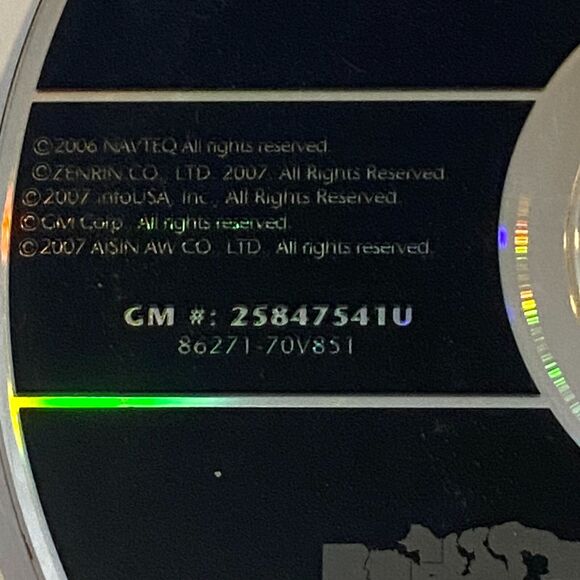 ©2006 NAVTEQ All rights reserved.
©ZENRIN CO., LTD. 2007. All Rights Reserved.
©2007 infoUSA, Inc., All Rights Reserved.
©GM Corp., All rights reserved.
©2007 AISIN AW CO., LTD., All rights reserved.
GM #: 25847541U
86271-70V851